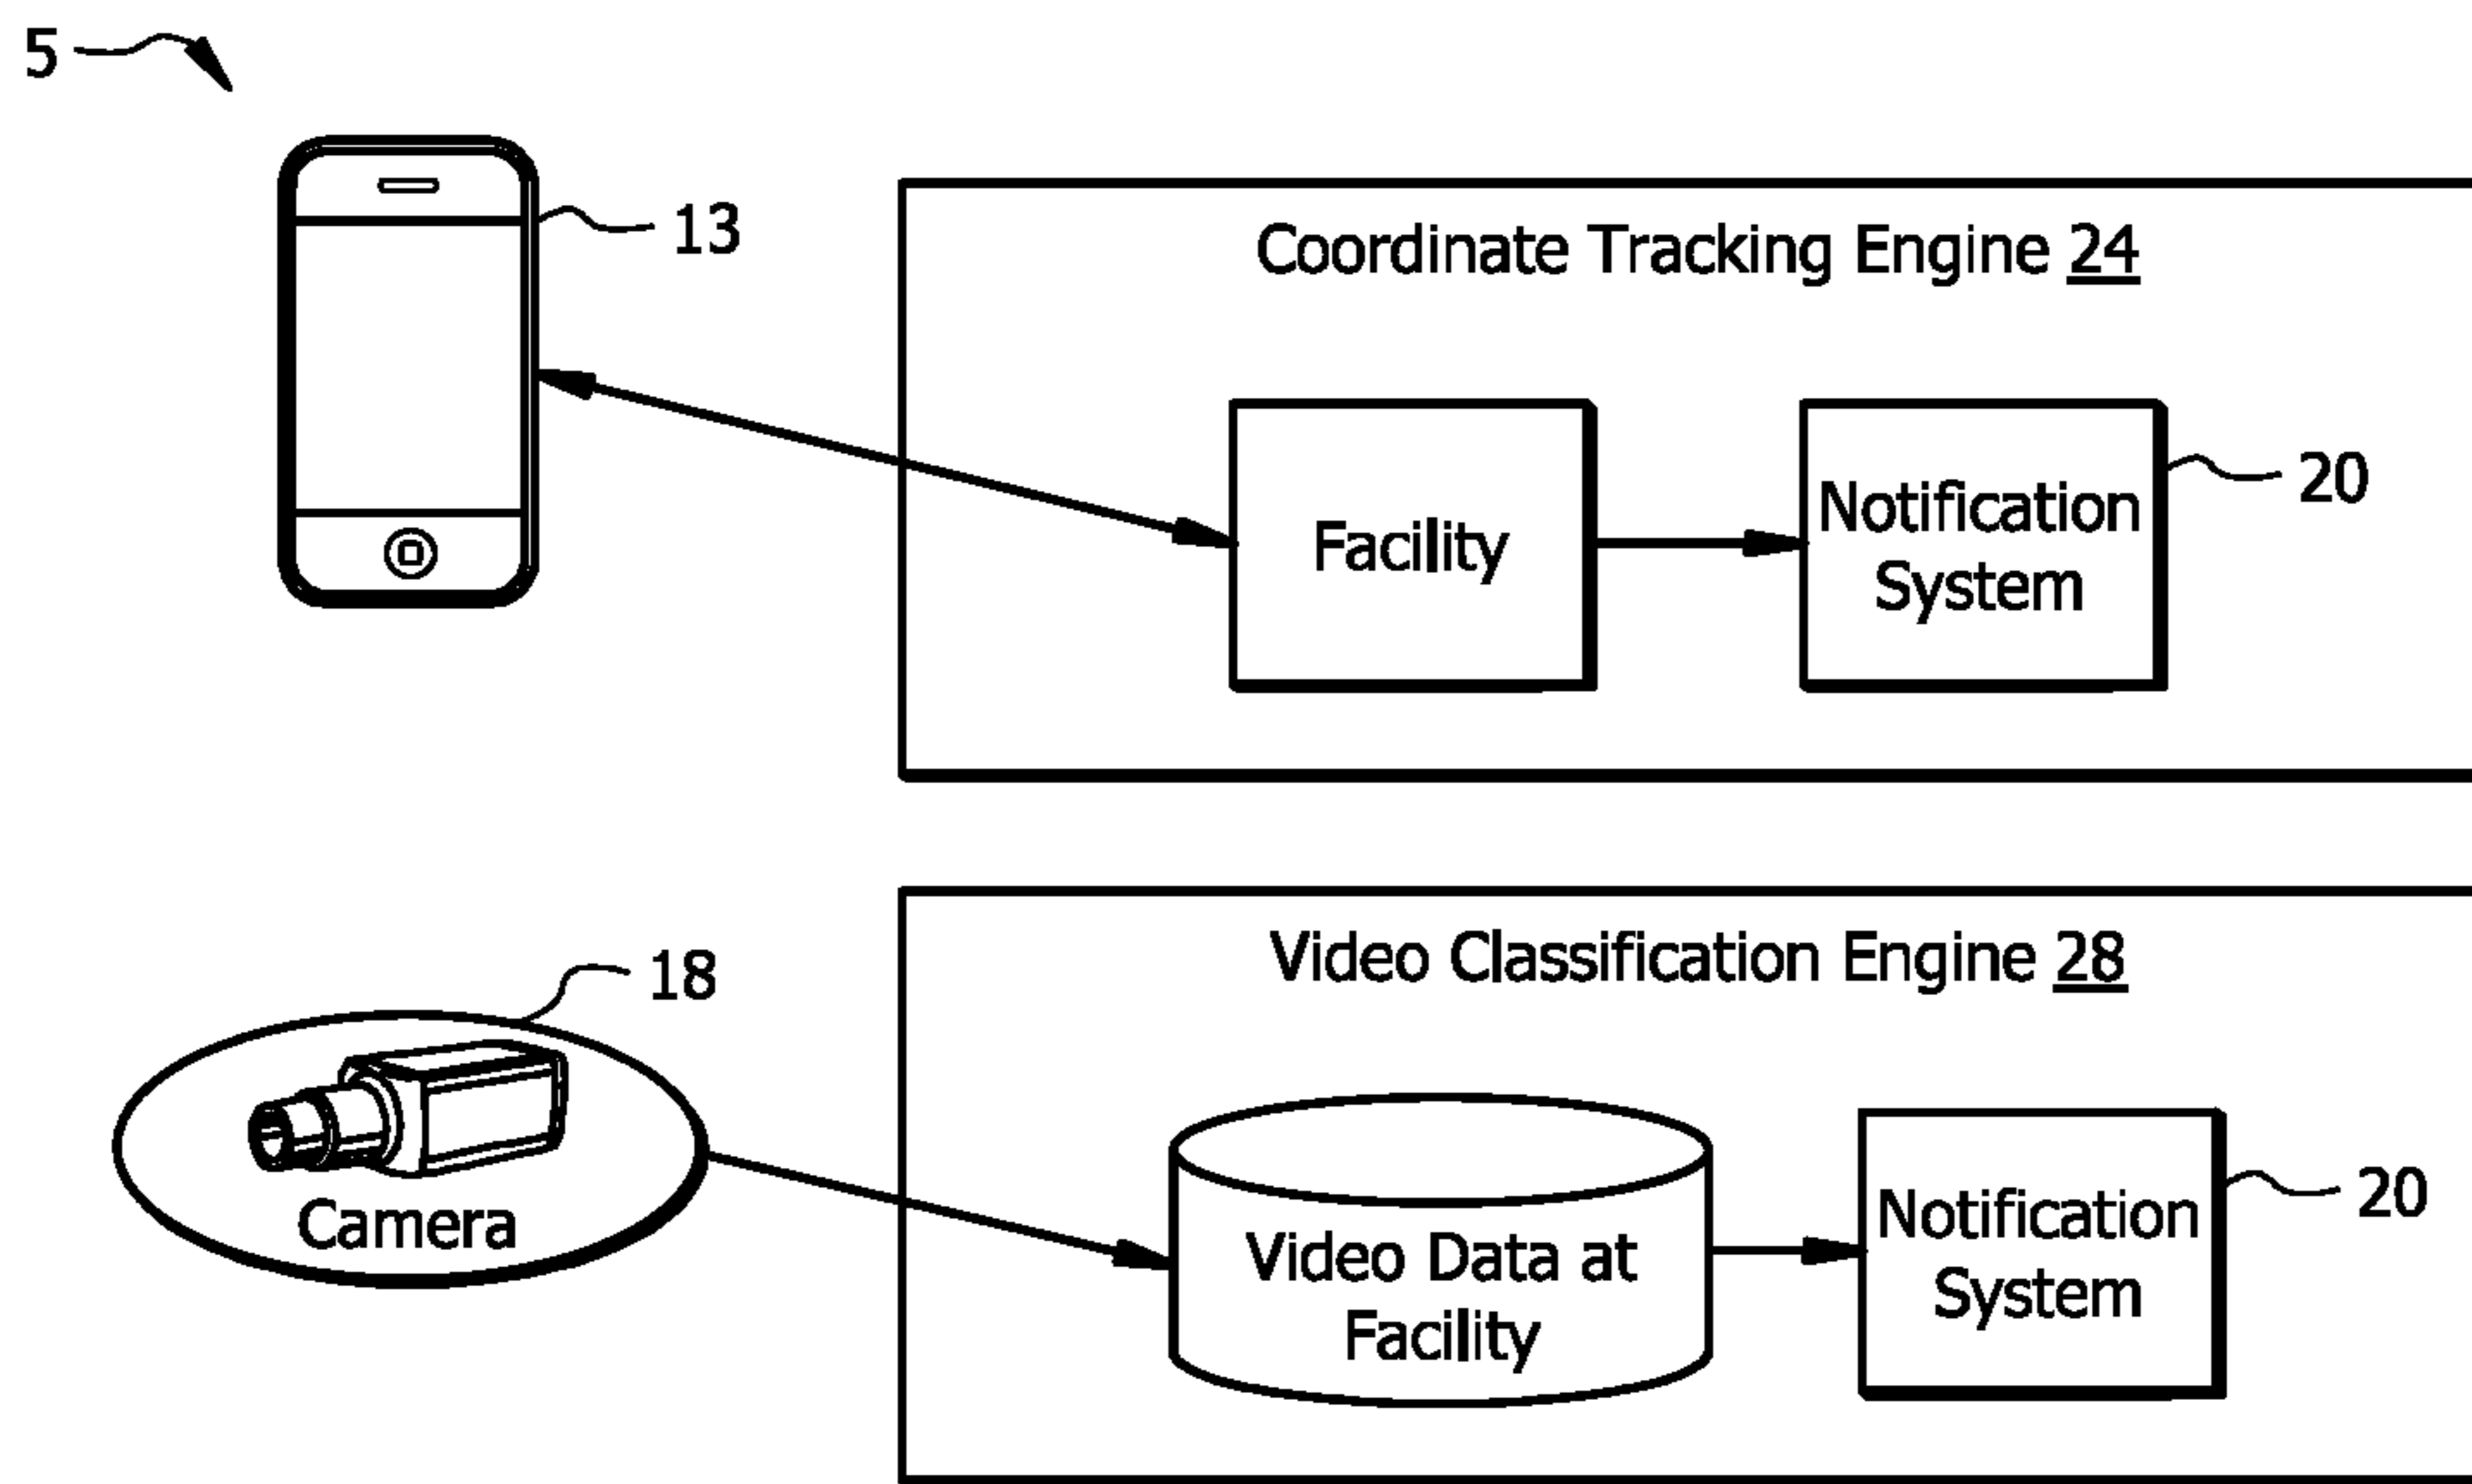 5
13
Coordinate Tracking Engine 24
Facility
Notification
System
20
18
Camera
Video Classification Engine 28
Video Data at
Facility
Notification
System
20